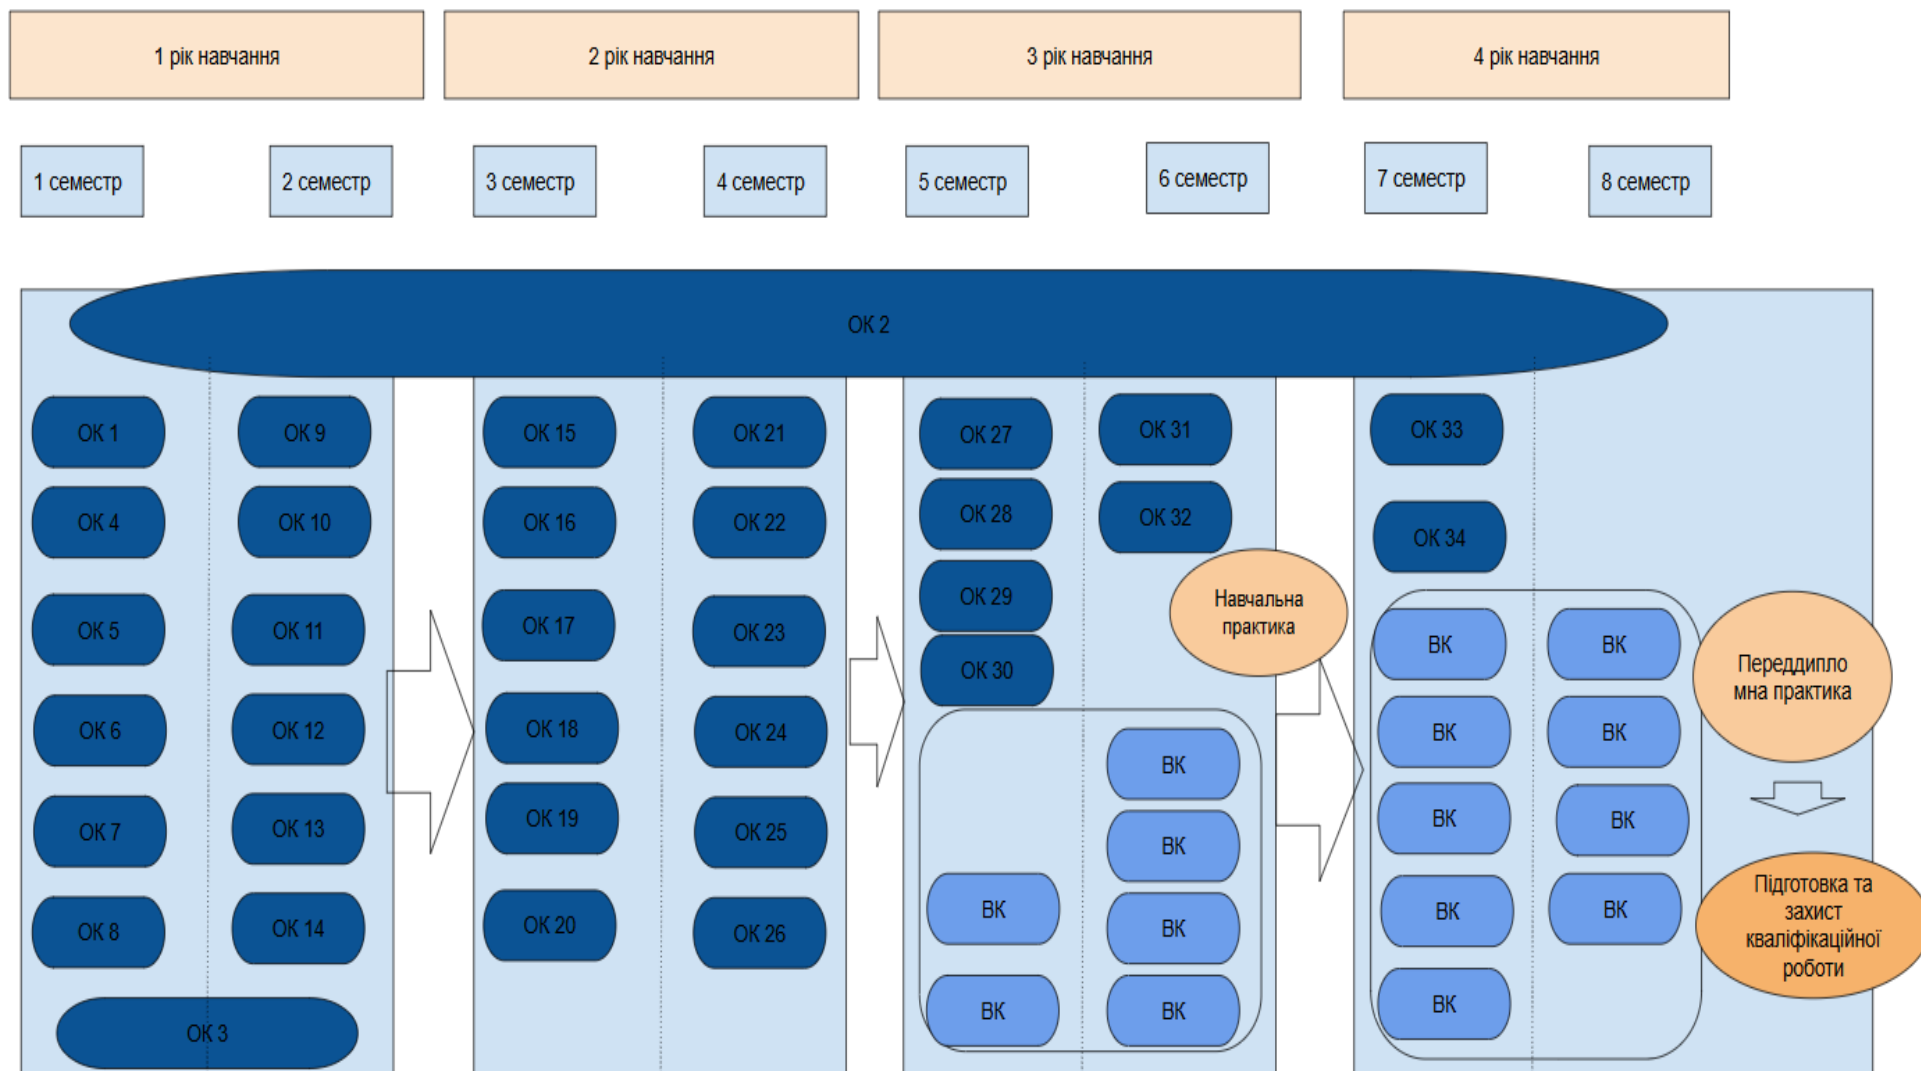 1 рік навчання
2 рік навчання
3 рік навчання
4 рік навчання
1 семестр
2 семестр
3 семестр
4 семестр
5 семестр
6 семестр
7 семестр
8 семестр
ОК 2
ОК 1
ОК 4
ОК 5
ОК 6
ОК 7
ОК 8
ОК 9
ОК 10
ОК 11
ОК 12
ОК 13
ОК 14
ОК 3
ОК 15
ОК 16
ОК 17
ОК 18
ОК 19
ОК 20
ОК 21
ОК 22
ОК 23
ОК 24
ОК 25
ОК 26
ОК 27
ОК 28
ОК 29
ОК 30
ВК
ВК
ОК 31
ОК 32
Навчальна
практика
ВК
ВК
ВК
ВК
ОК 33
ОК 34
ВК
ВК
ВК
ВК
ВК
ВК
ВК
ВК
ВК
Переддипло
мна практика
Підготовка та
захист
кваліфікаційної
роботи